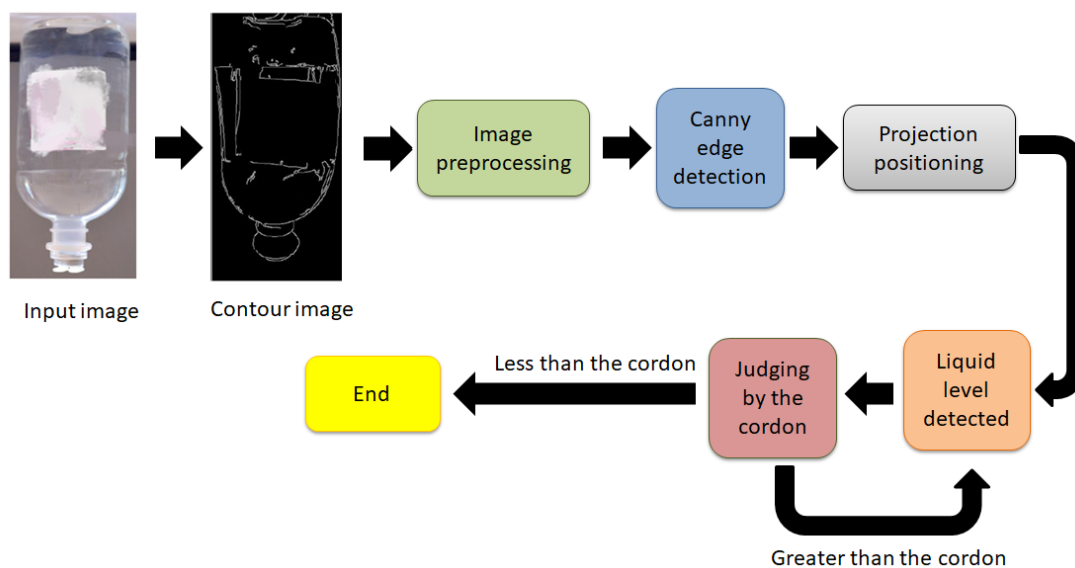 Input image
Contour image
Image
preprocessing
Canny
edge
detection
Projection
positioning
Liquid
level
detected
Judging
by the
cordon
Greater than the cordon
Less than the cordon
End